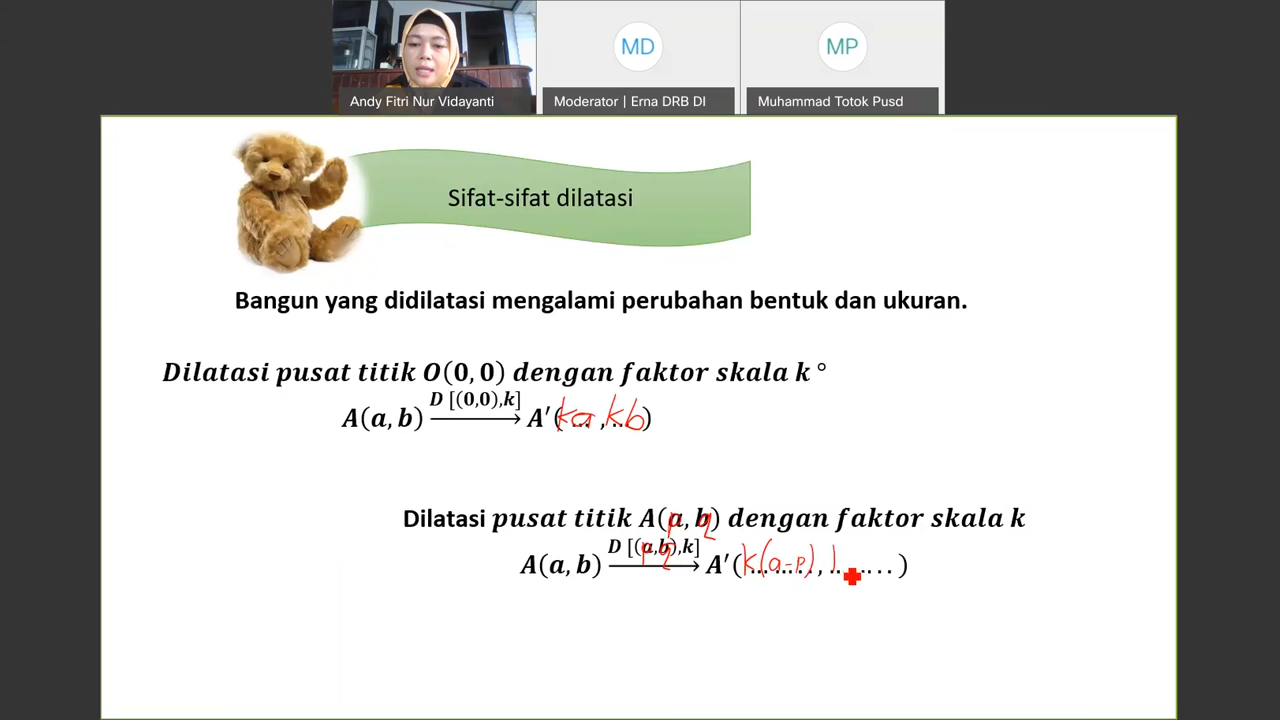 MD
MP
Andy Fitri Nur Vidayanti
Moderator | Erna DRB DI
Muhammad Totok Pusd
Sifat-sifat dilatasi
Bangun yang didilatasi mengalami perubahan bentuk dan ukuran.
Dilatasi pusat titik O(0,0) dengan faktor skala k °
D [(0,0),k]
A(a, b) → A′(... , ...)
ka kb
Dilatasi pusat titik A(a, b) dengan faktor skala k
p q
D [(a,b),k]
p q
A(a, b) → A′(... ... .. , .. ... ..)
k(a-p)